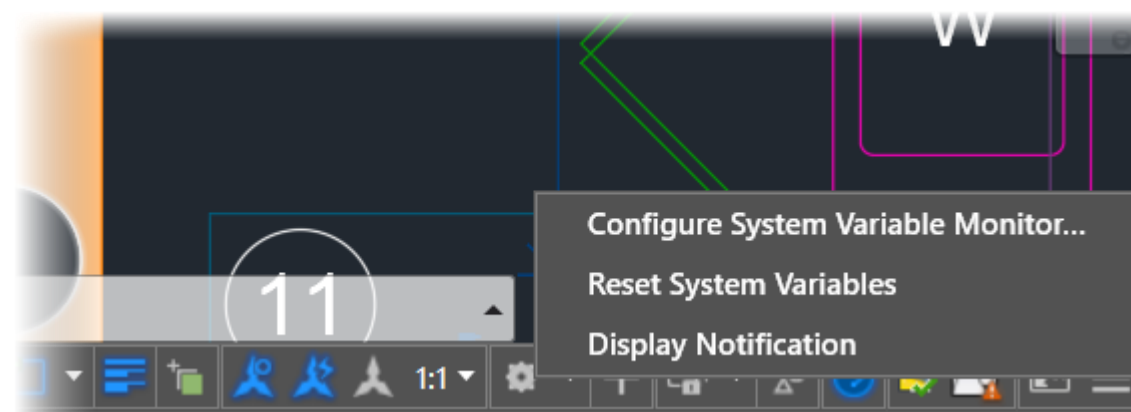 W
Configure System Variable Monitor...
Reset System Variables
11
Display Notification
1:1